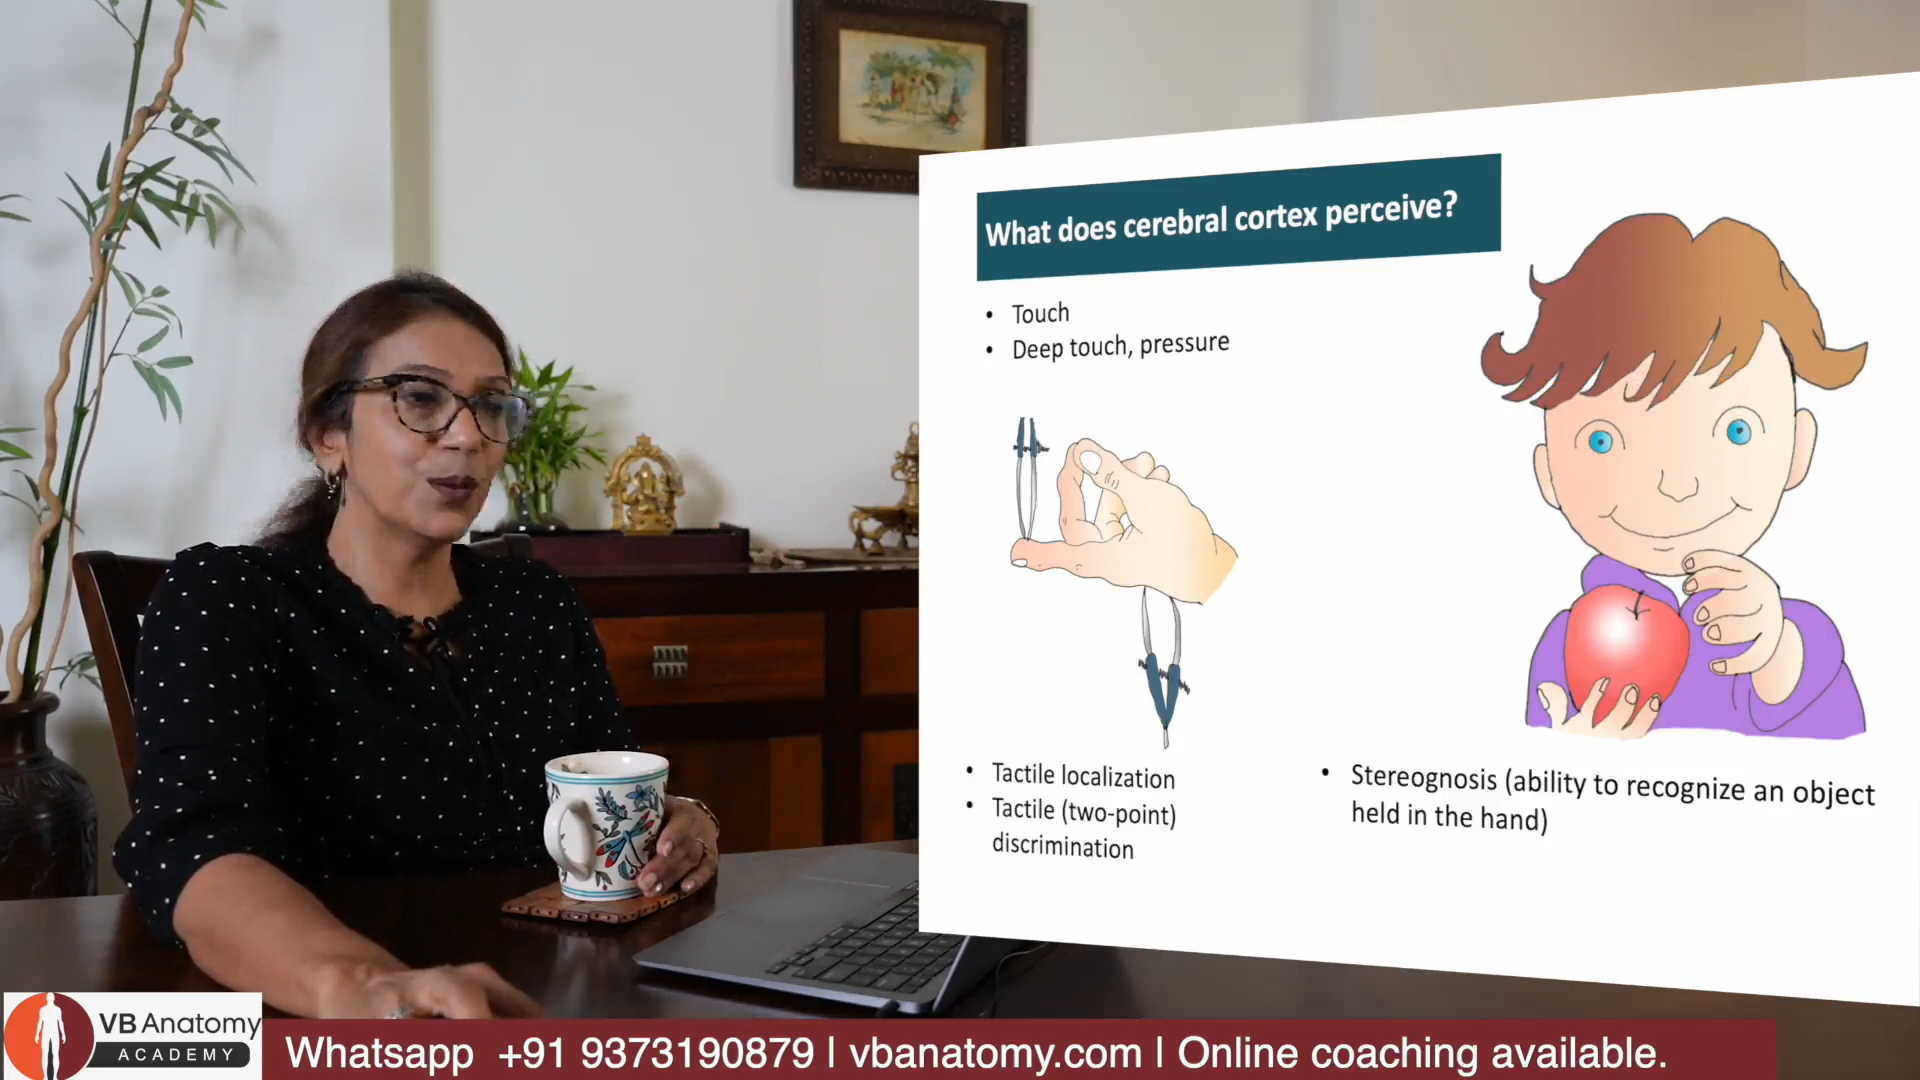 What does cerebral cortex perceive?
• Touch
• Deep touch, pressure
• Tactile localization
• Tactile (two-point)
discrimination
• Stereognosis (ability to recognize an object
held in the hand)
VB Anatomy
ACADEMY
Whatsapp +91 9373190879 | vbanatomy.com | Online coaching available.